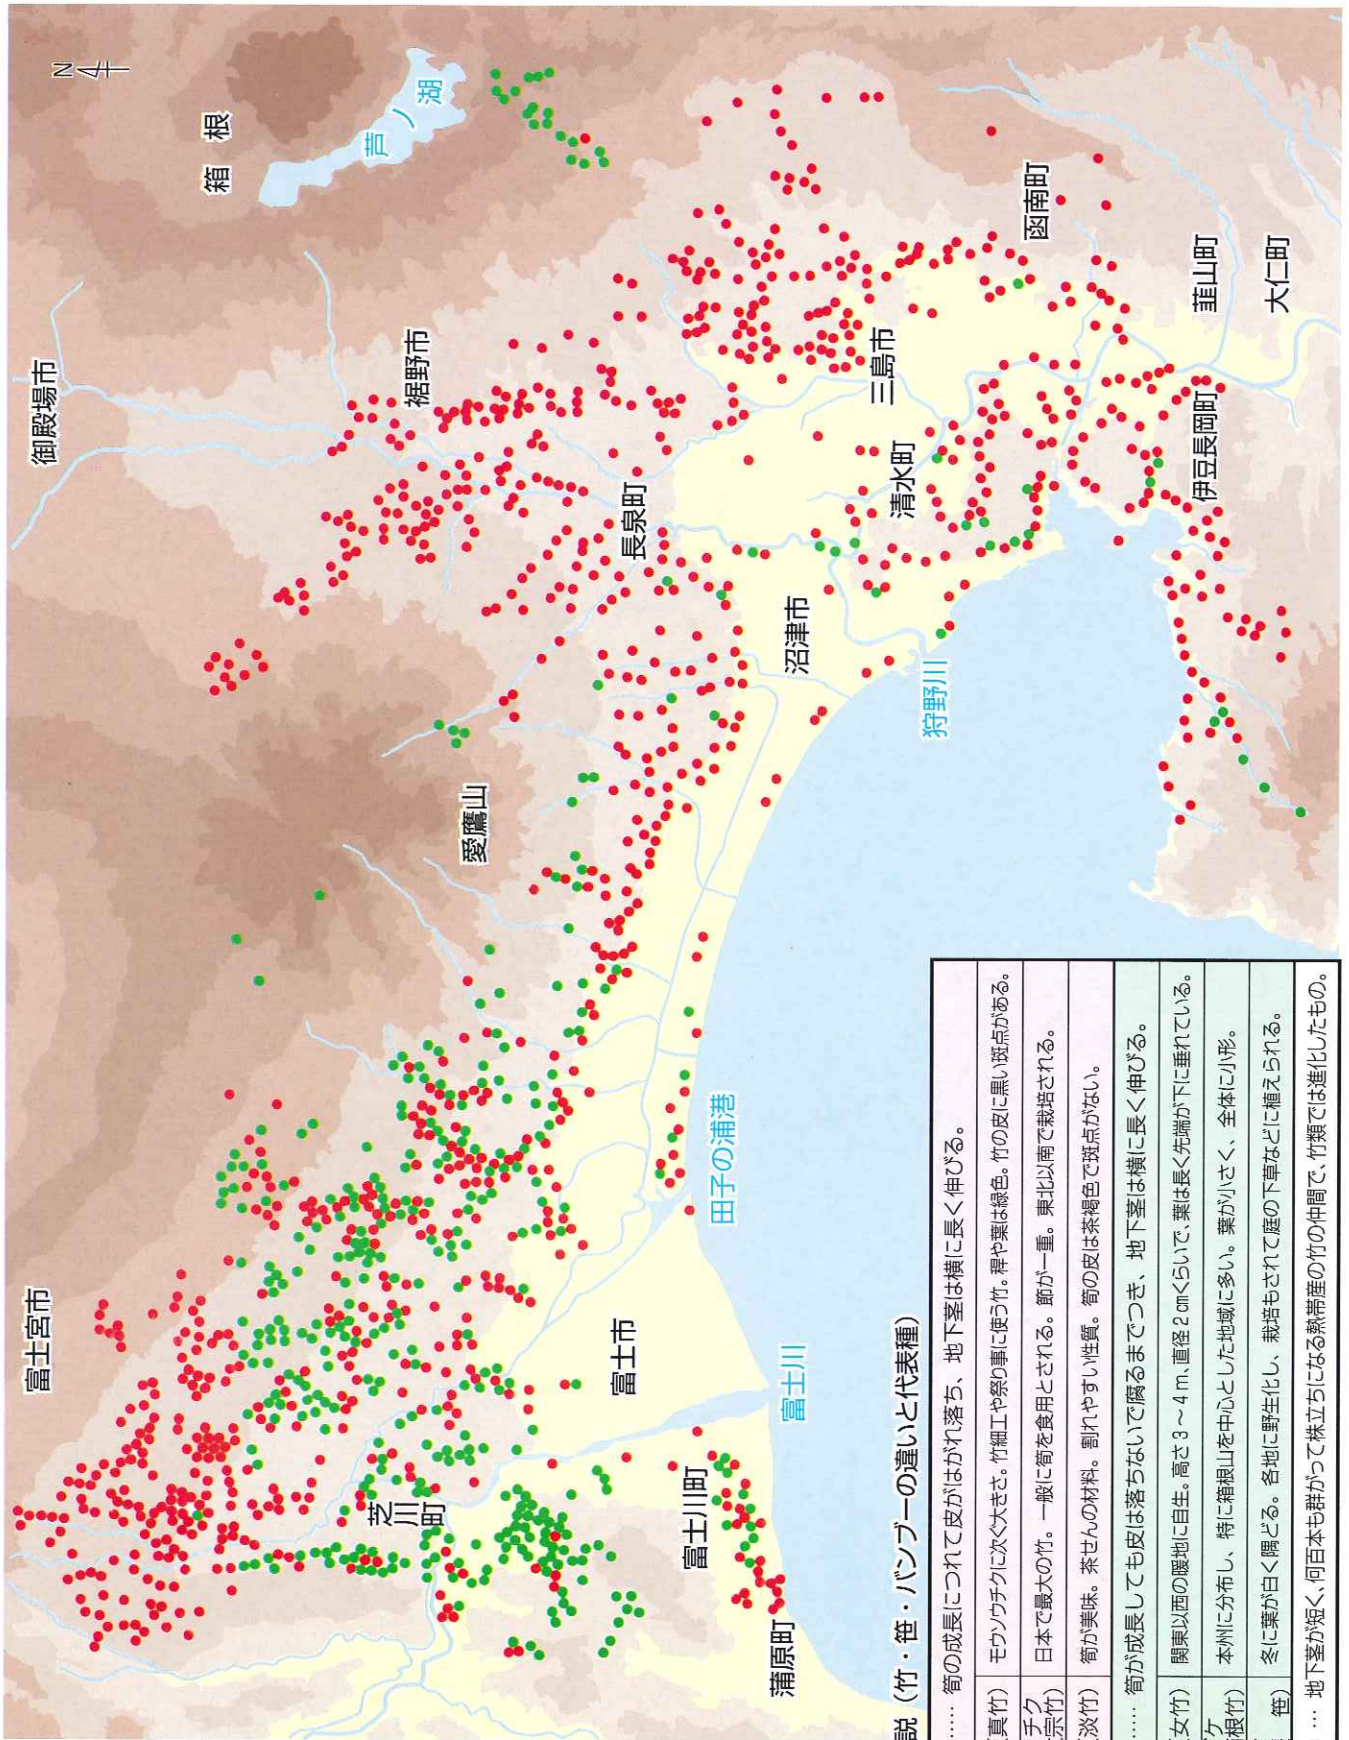 N
箱根
芦ノ湖
御殿場市
裾野市
函南町
韮山町
大仁町
三島市
清水町
長泉町
伊豆長岡町
沼津市
狩野川
愛鷹山
田子の浦港
富士宮市
富士市
富士川
芝川町
富士川町
蒲原町
説（竹・笹・バンブーの違いと代表種）
…… 筍の成長につれて皮がはがれ落ち、地下茎は横に長く伸びる。
真竹） モウソウチクに次ぐ大きさ。竹細工や祭り事に使う竹。稈や葉は緑色。竹の皮に黒い斑点がある。
チク
宗竹） 日本で最大の竹。一般に筍を食用とされる。節が一重。東北以南で栽培される。
淡竹） 筍が美味。茶せんの材料。割れやすい性質。筍の皮は茶褐色で斑点がない。
…… 筍が成長しても皮は落ちないで腐るまでつき、地下茎は横に長く伸びる。
女竹） 関東以西の暖地に自生。高さ3～4m、直径2cmくらいで、葉は長く先端が下に垂れている。
ケ
根竹） 本州に分布し、特に箱根山を中心とした地域に多い。葉が小さく、全体に小形。
笹） 冬に葉が白く隈どる。各地に野生化し、栽培もされて庭の下草などに植えられる。
… 地下茎が短く、何百本も群がって株立ちになる熱帯産の竹の仲間で、竹類では進化したもの。